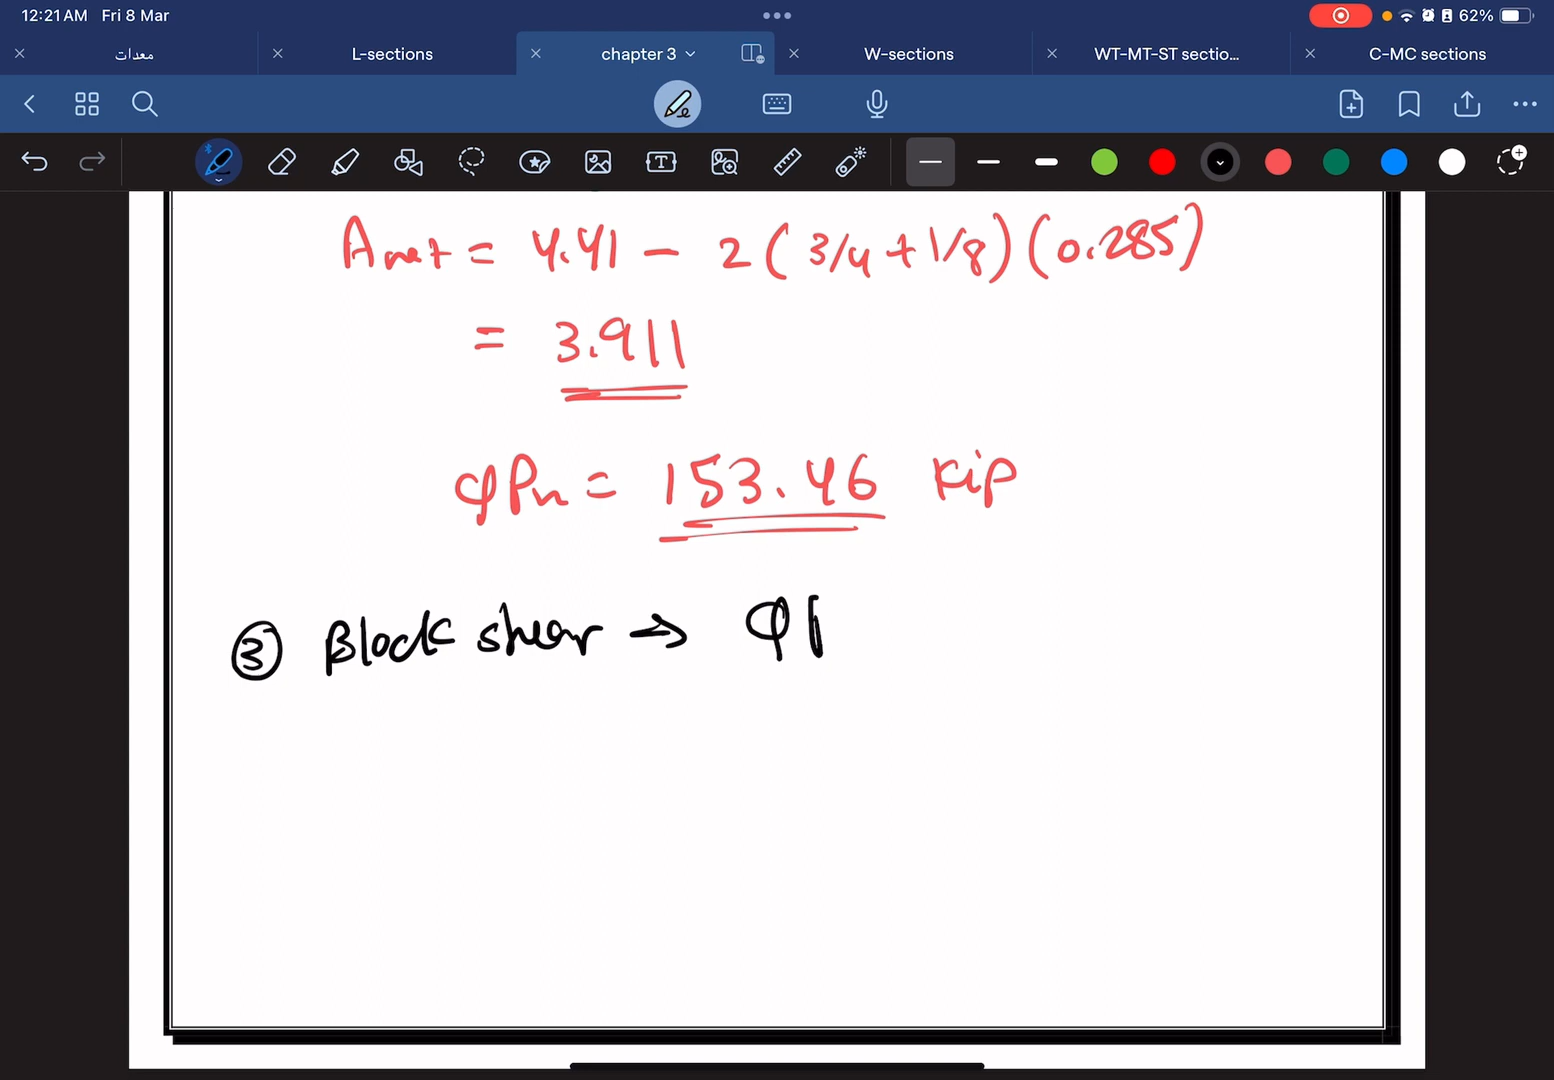 12:21 AM Fri 8 Mar 62%
معدات L-sections chapter 3 W-sections WT-MT-ST sectio... C-MC sections
Anet = 4.41 - 2 ( 3/4 + 1/8 ) ( 0.285 )
= 3.911
φPn = 153.46 kip
③ Block shear → φ